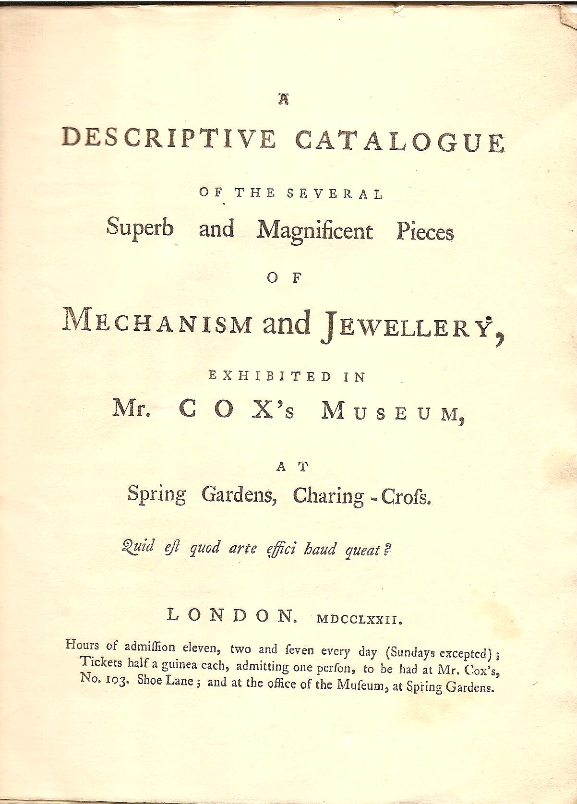 A
DESCRIPTIVE CATALOGUE
OF THE SEVERAL
Superb and Magnificent Pieces
OF
MECHANISM and JEWELLERY,
EXHIBITED IN
Mr. COX's MUSEUM,
AT
Spring Gardens, Charing-Croſs.
Quid eſt quod arte effici haud queat?
LONDON. MDCCLXXII.
Hours of admiſſion eleven, two and ſeven every day (Sundays excepted);
Tickets half a guinea each, admitting one perſon, to be had at Mr. Cox's,
No. 103. Shoe Lane; and at the office of the Muſeum, at Spring Gardens.